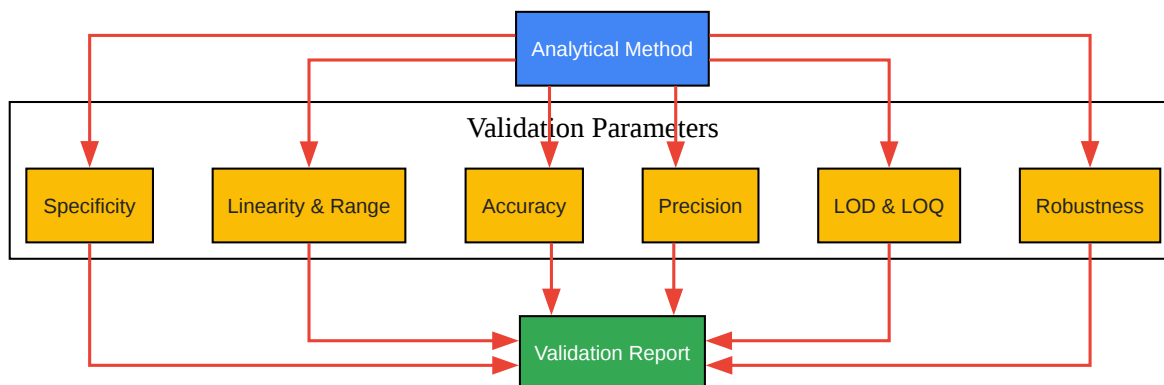 Analytical Method
Validation Parameters
Specificity
Linearity & Range
Accuracy
Precision
LOD & LOQ
Robustness
Validation Report